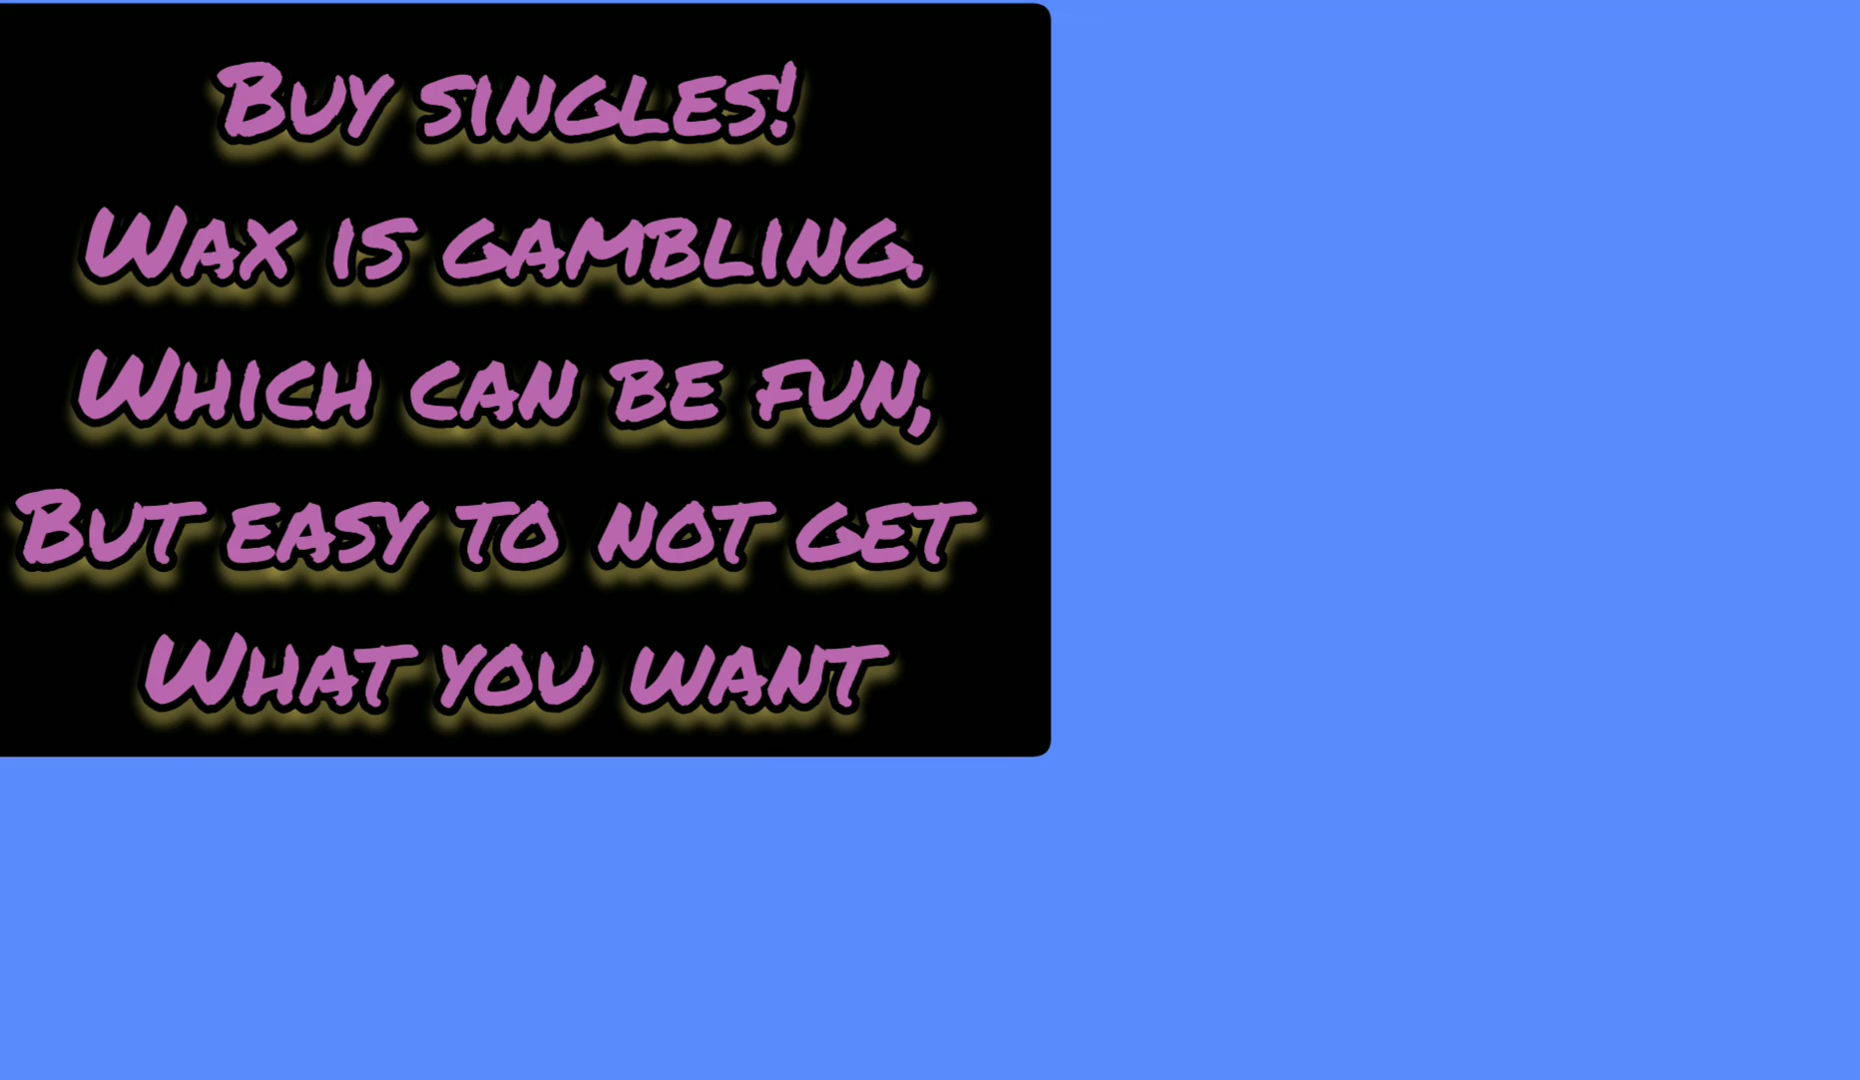 Buy singles!
Wax is gambling.
Which can be fun,
But easy to not get
What you want